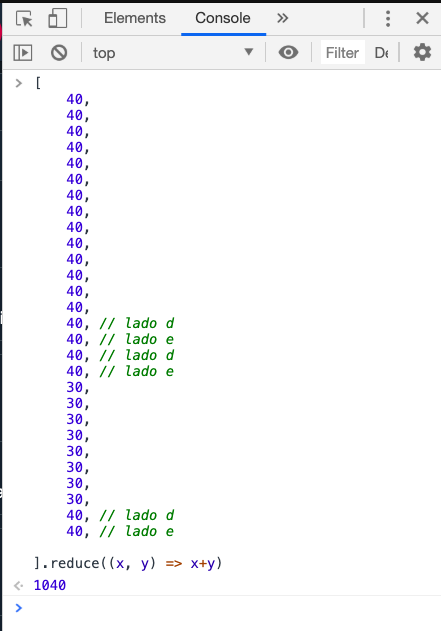 Elements Console »
top Filter De
> [
40,
40,
40,
40,
40,
40,
40,
40,
40,
40,
40,
40,
40,
40,
40, // lado d
40, // lado e
40, // lado d
40, // lado e
30,
30,
30,
30,
30,
30,
30,
30,
40, // lado d
40, // lado e
].reduce((x, y) => x+y)
1040
>